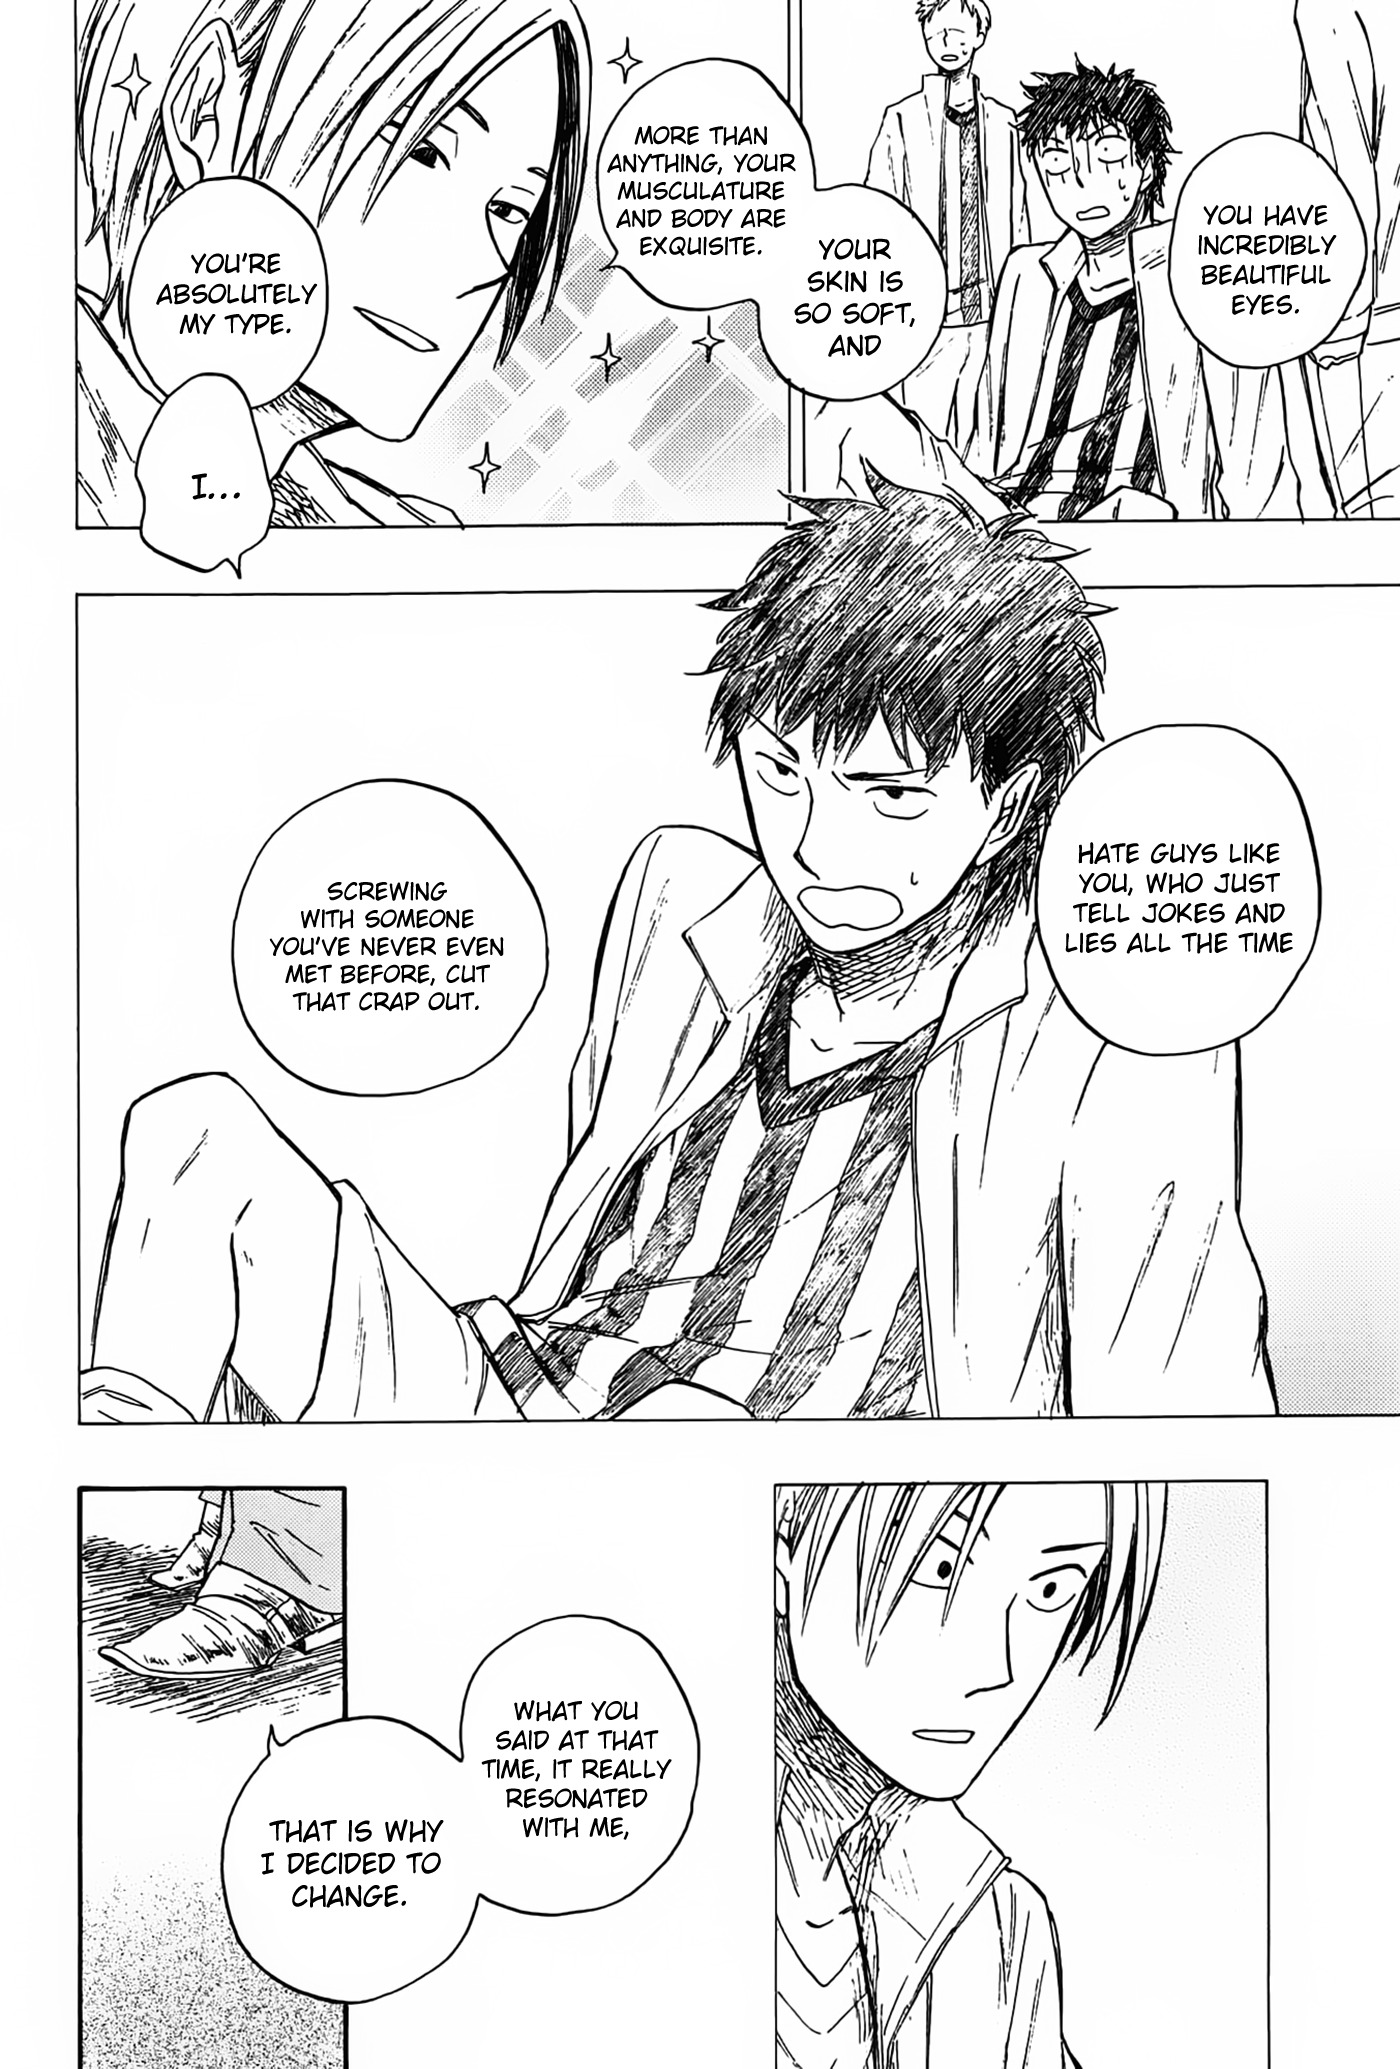 YOU HAVE
INCREDIBLY
BEAUTIFUL
EYES.
YOUR
SKIN IS
SO SOFT,
AND
MORE THAN
ANYTHING, YOUR
MUSCULATURE
AND BODY ARE
EXQUISITE.
YOU'RE
ABSOLUTELY
MY TYPE.
I...
HATE GUYS LIKE
YOU, WHO JUST
TELL JOKES AND
LIES ALL THE TIME
SCREWING
WITH SOMEONE
YOU'VE NEVER EVEN
MET BEFORE, CUT
THAT CRAP OUT.
WHAT YOU
SAID AT THAT
TIME, IT REALLY
RESONATED
WITH ME,
THAT IS WHY
I DECIDED TO
CHANGE.